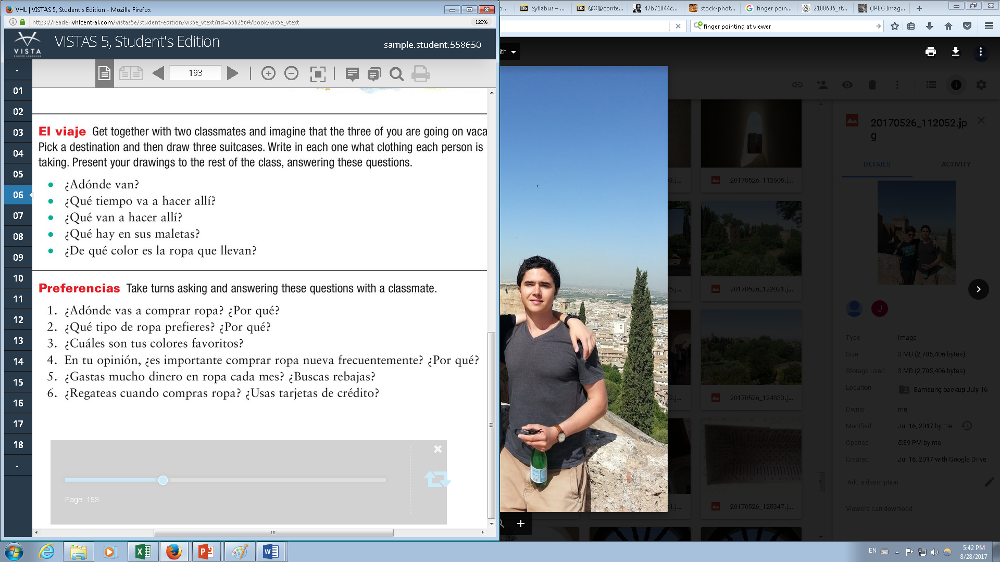 VHL | VISTAS 5, Student's Edition - Mozilla Firefox
https://reader.vhlcentral.com/vistas5e/student-edition/vis5e_vtext?rid=556256#/book/vis5e_vtext
120%
VISTA
VISTAS 5, Student's Edition
sample.student.558650
193
-
01
02
03
04
05
06
07
08
09
10
11
12
13
14
15
16
17
18
-
El viaje Get together with two classmates and imagine that the three of you are going on vaca
Pick a destination and then draw three suitcases. Write in each one what clothing each person is
taking. Present your drawings to the rest of the class, answering these questions.
• ¿Adónde van?
• ¿Qué tiempo va a hacer allí?
• ¿Qué van a hacer allí?
• ¿Qué hay en sus maletas?
• ¿De qué color es la ropa que llevan?
Preferencias Take turns asking and answering these questions with a classmate.
1. ¿Adónde vas a comprar ropa? ¿Por qué?
2. ¿Qué tipo de ropa prefieres? ¿Por qué?
3. ¿Cuáles son tus colores favoritos?
4. En tu opinión, ¿es importante comprar ropa nueva frecuentemente? ¿Por qué?
5. ¿Gastas mucho dinero en ropa cada mes? ¿Buscas rebajas?
6. ¿Regateas cuando compras ropa? ¿Usas tarjetas de crédito?
Page: 193
tr...
Syllabus – ...
@X@conte...
47b71844c...
stock-phot...
finger poin...
2188636_st...
(JPEG Imag...
finger pointing at viewer
ith
20170526_113605.j...
20170526_122021.j...
20170526_124833.j...
20170526_125347.j...
20170526_112052.jp
g
DETAILS ACTIVITY
J
Type Image
Size 3 MB (2,705,406 bytes)
Storage used 3 MB (2,705,406 bytes)
Location Samsung backup July 16
Owner me
Modified Jul 16, 2017 by me
Opened 5:39 PM by me
Created Jul 16, 2017 with Google Drive
Add a description
Viewers can download
EN
5:42 PM
8/28/2017